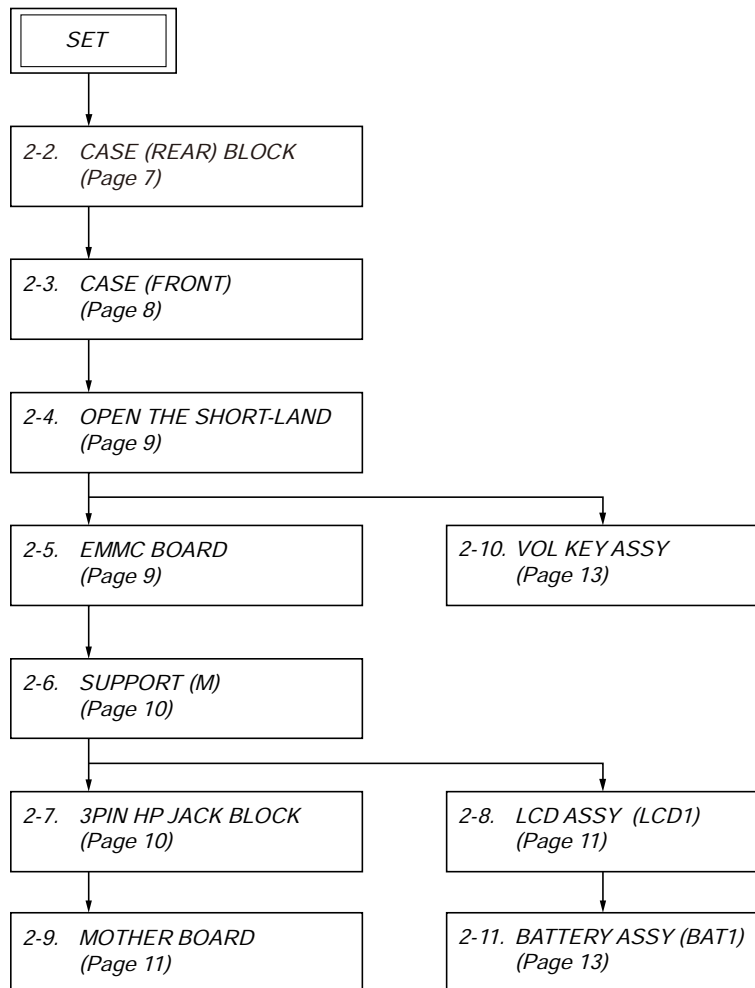 SET
2-2. CASE (REAR) BLOCK
(Page 7)
2-3. CASE (FRONT)
(Page 8)
2-4. OPEN THE SHORT-LAND
(Page 9)
2-5. EMMC BOARD
(Page 9)
2-10. VOL KEY ASSY
(Page 13)
2-6. SUPPORT (M)
(Page 10)
2-7. 3PIN HP JACK BLOCK
(Page 10)
2-8. LCD ASSY (LCD1)
(Page 11)
2-9. MOTHER BOARD
(Page 11)
2-11. BATTERY ASSY (BAT1)
(Page 13)